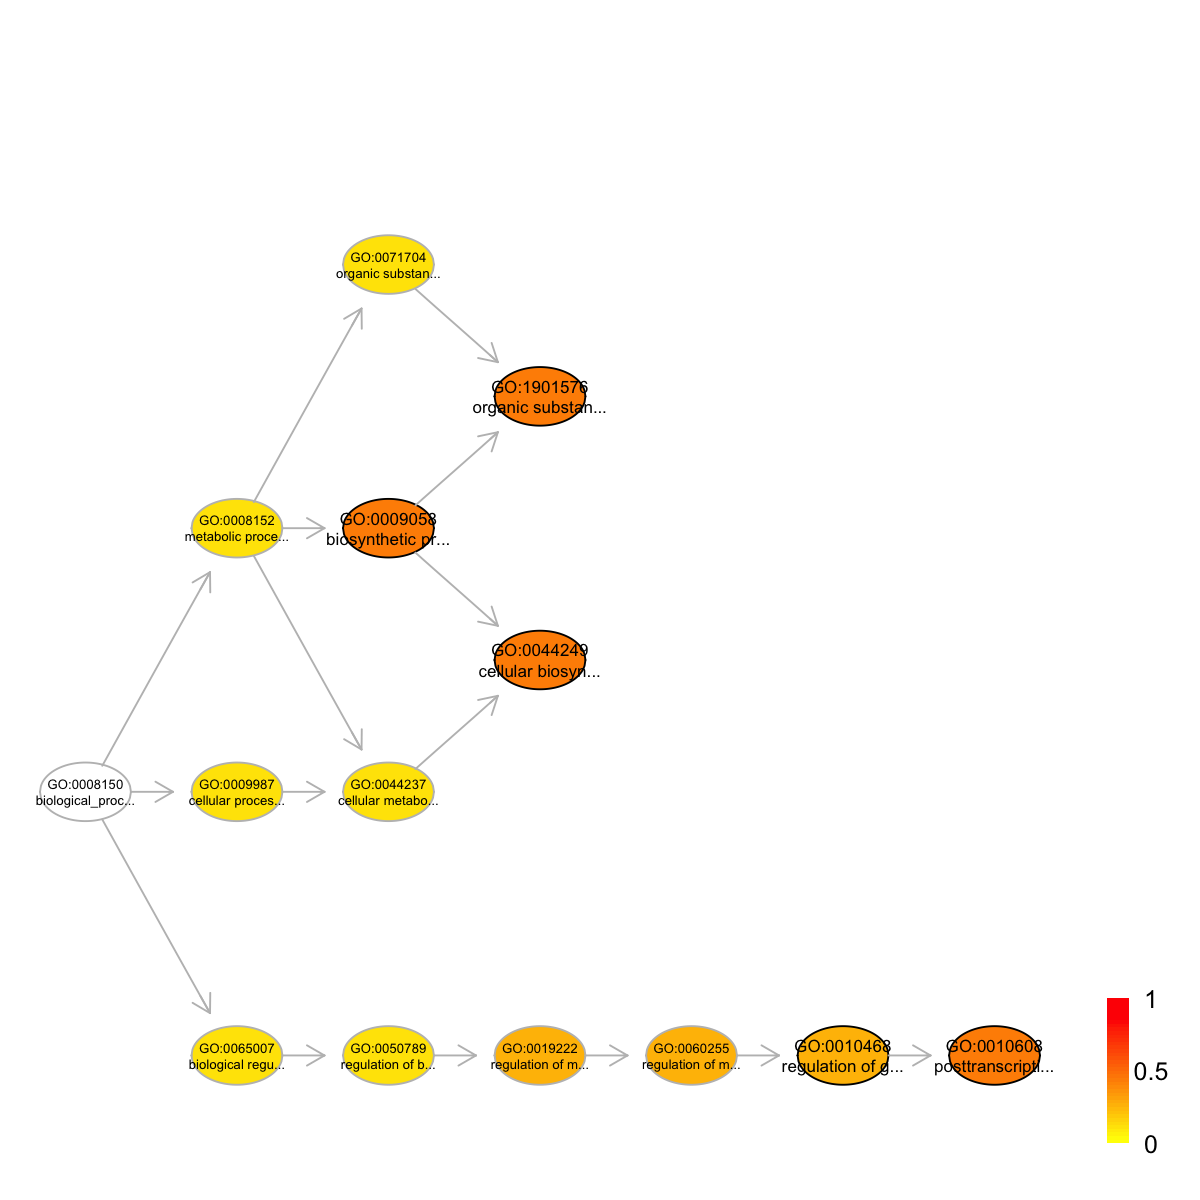 GO:0071704
organic substan...
GO:1901576
organic substan...
GO:0008152
metabolic proce...
GO:0009058
biosynthetic pr...
GO:0044249
cellular biosyn...
GO:0008150
biological_proc...
GO:0009987
cellular proces...
GO:0044237
cellular metabo...
GO:0065007
biological regu...
GO:0050789
regulation of b...
GO:0019222
regulation of m...
GO:0060255
regulation of m...
GO:0010468
regulation of g...
GO:0010608
posttranscripti...
1
0.5
0